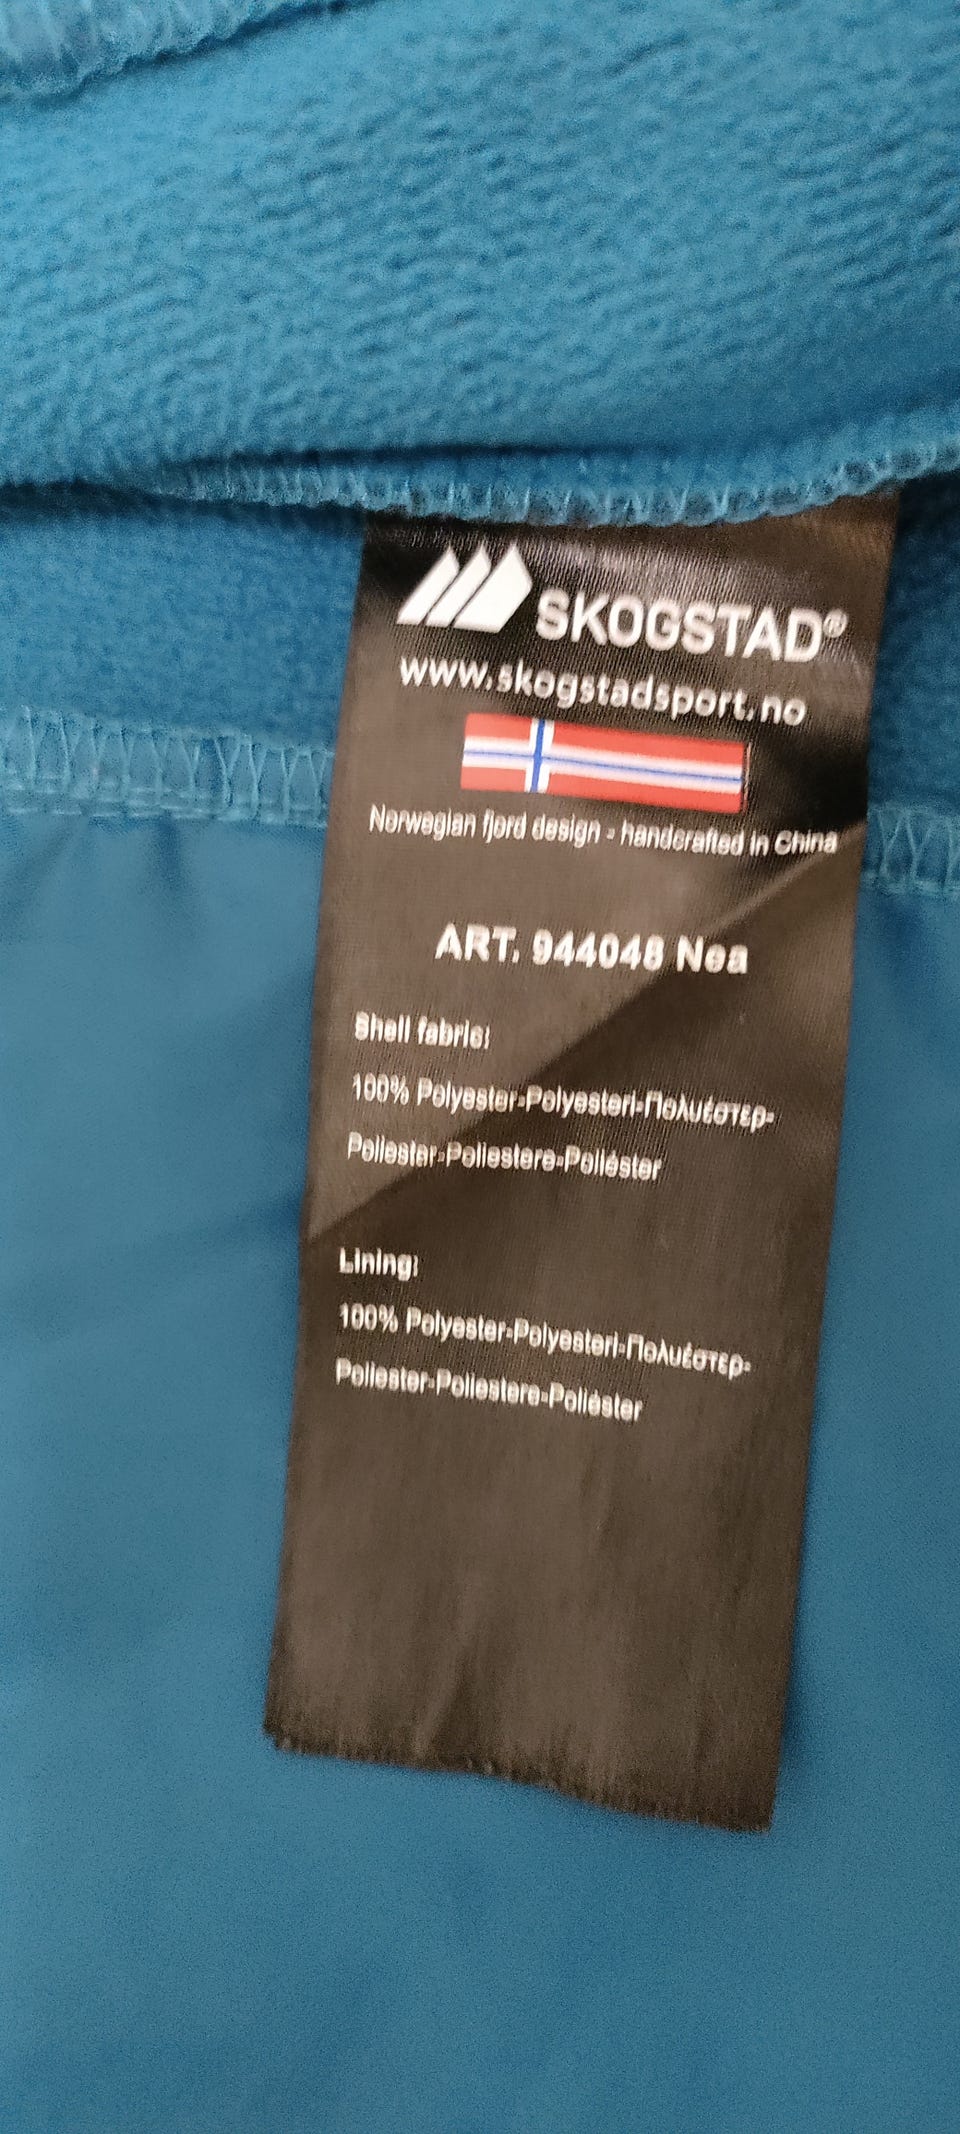 SKOGSTAD®
www.skogstadsport.no
Norwegian fjord design - handcrafted in China
ART. 944048 Nea
Shell fabric:
100% Polyester-Polyesteri-Πολυέστερ-
Poliester-Poliestere-Poliéster
Lining:
100% Polyester-Polyesteri-Πολυέστερ-
Poliester-Poliestere-Poliéster